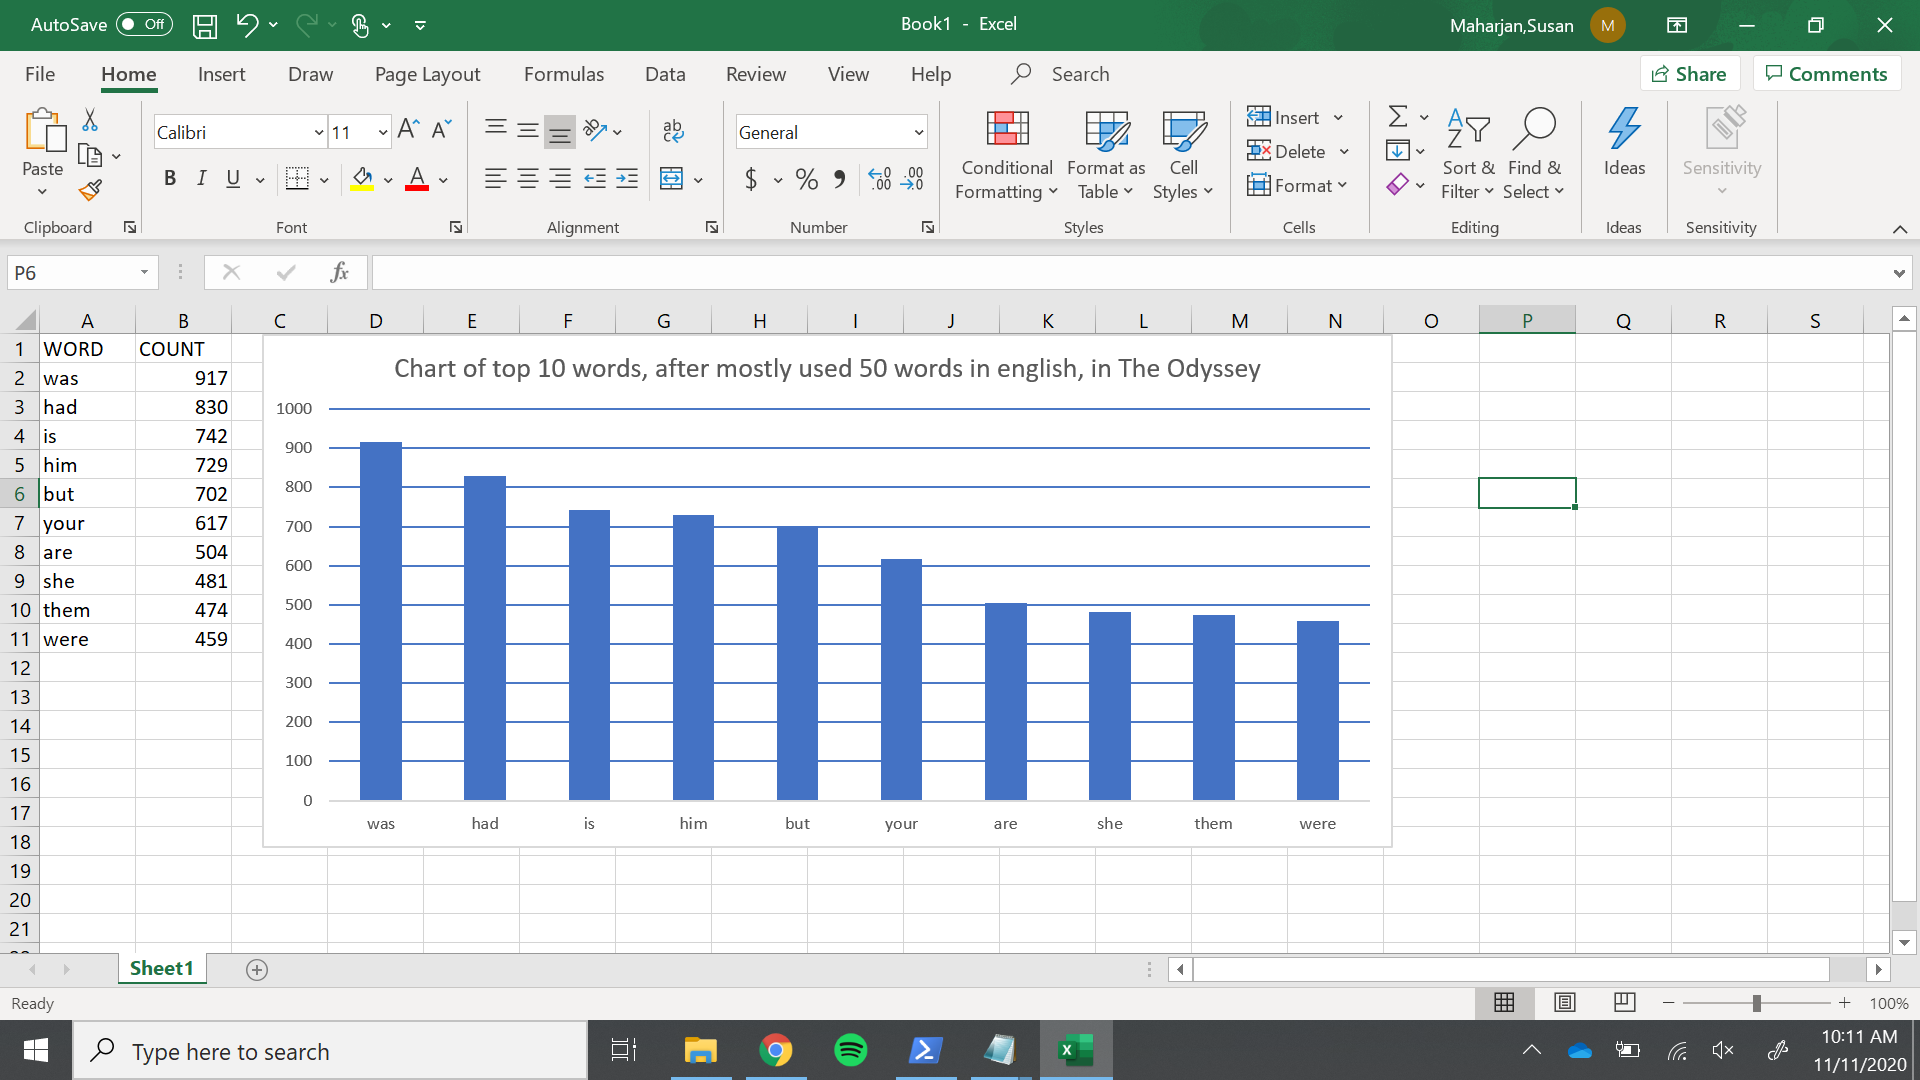 AutoSave Off Book1 - Excel Maharjan,Susan M
File Home Insert Draw Page Layout Formulas Data Review View Help Search Share Comments
Paste Calibri 11 General Conditional Formatting Format as Table Cell Styles Insert Delete Format Sort & Filter Find & Select Ideas Sensitivity
B I U ab c $ % , .00 .0
Clipboard Font Alignment Number Styles Cells Editing Ideas Sensitivity
P6 fx
A B C D E F G H I J K L M N O P Q R S
1 WORD COUNT
2 was 917
3 had 830
4 is 742
5 him 729
6 but 702
7 your 617
8 are 504
9 she 481
10 them 474
11 were 459
12
13
14
15
16
17
18
19
20
21
Chart of top 10 words, after mostly used 50 words in english, in The Odyssey
1000
900
800
700
600
500
400
300
200
100
0
was had is him but your are she them were
Sheet1
Ready 100%
Type here to search 10:11 AM
11/11/2020